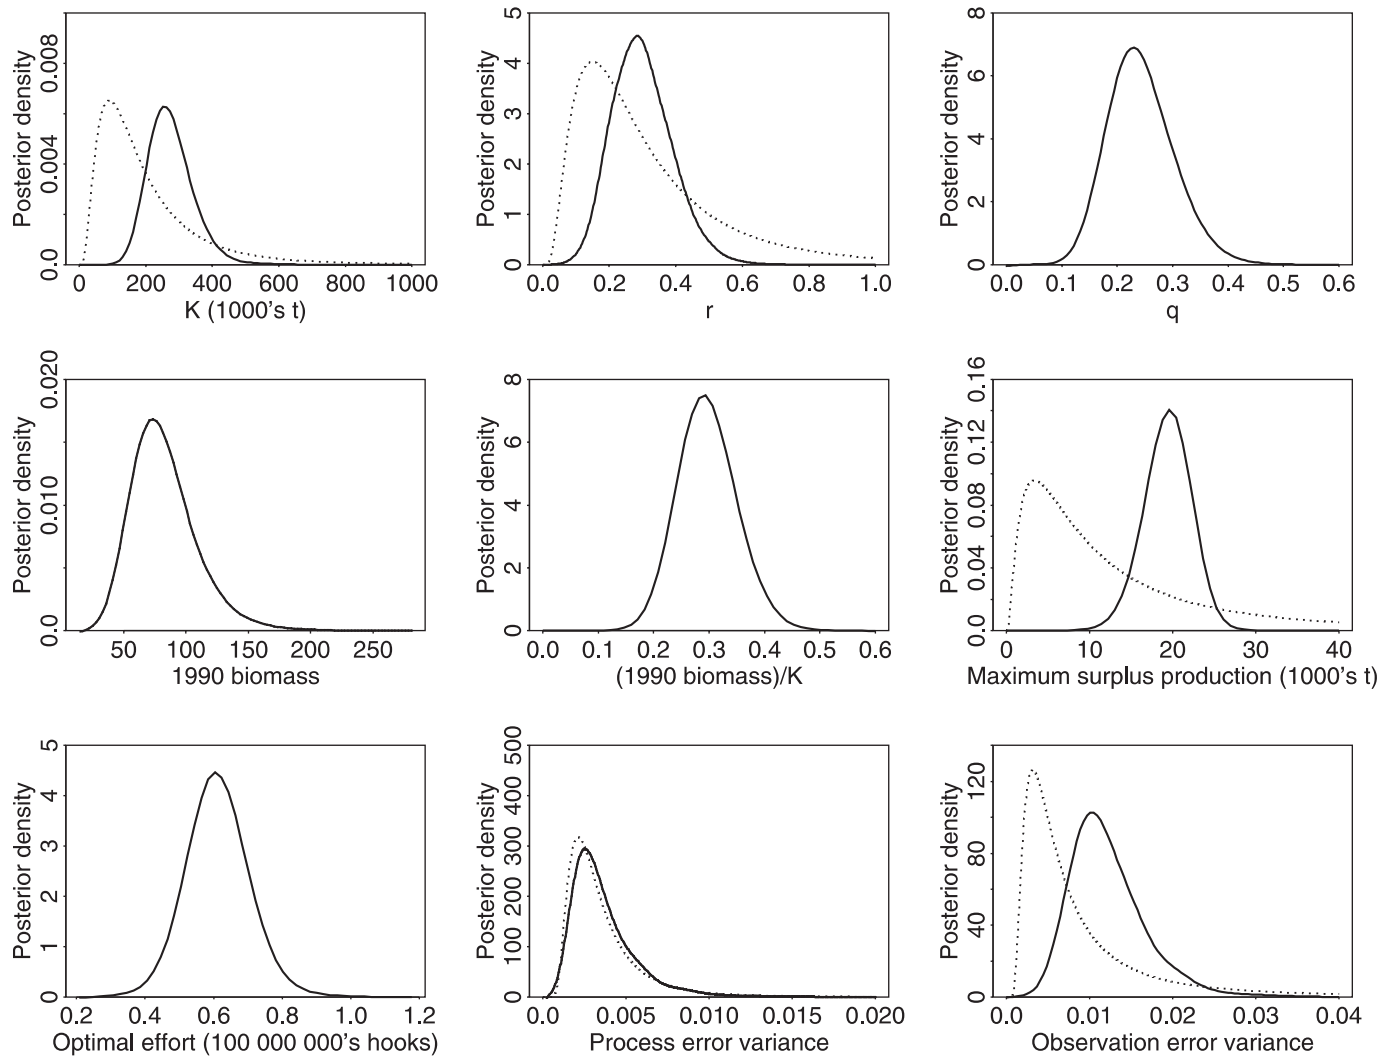 Posterior density
0.0 0.004 0.008
0 200 400 600 800 1000
K (1000's t)
Posterior density
0 1 2 3 4 5
0.0 0.2 0.4 0.6 0.8 1.0
r
Posterior density
0 2 4 6 8
0.0 0.1 0.2 0.3 0.4 0.5 0.6
q
Posterior density
0.0 0.010 0.020
50 100 150 200 250
1990 biomass
Posterior density
0 2 4 6 8
0.0 0.1 0.2 0.3 0.4 0.5 0.6
(1990 biomass)/K
Posterior density
0.0 0.04 0.08 0.12 0.16
0 10 20 30 40
Maximum surplus production (1000's t)
Posterior density
0 1 2 3 4 5
0.2 0.4 0.6 0.8 1.0 1.2
Optimal effort (100 000 000's hooks)
Posterior density
0 100 200 300 400 500
0.0 0.005 0.010 0.015 0.020
Process error variance
Posterior density
0 40 80 120
0.0 0.01 0.02 0.03 0.04
Observation error variance